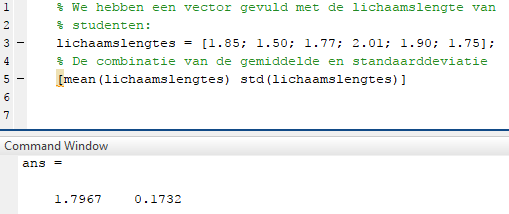 1 % We hebben een vector gevuld met de lichaamslengte van
2 % studenten:
3 — lichaamslengtes = [1.85; 1.50; 1.77; 2.01; 1.90; 1.75];
4 % De combinatie van de gemiddelde en standaarddeviatie
5 — [mean(lichaamslengtes) std(lichaamslengtes)]
6
7
Command Window
ans =
1.7967 0.1732